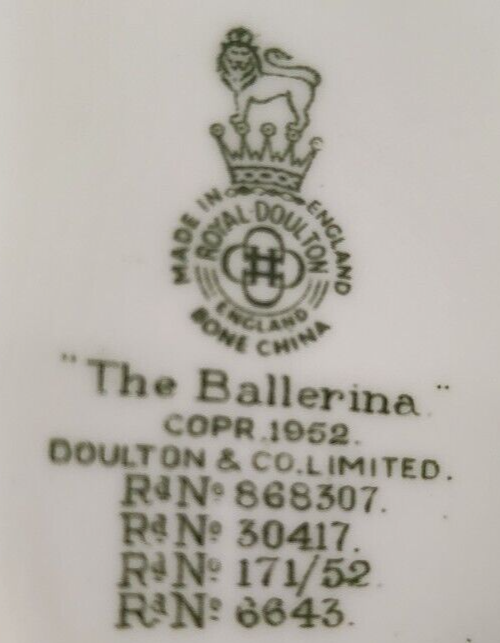 MADE IN ENGLAND
ROYAL·DOULTON
ENGLAND
BONE CHINA
"The Ballerina."
COPR.1952.
DOULTON & CO.LIMITED.
Rd No 868307.
Rd No 30417.
Rd No 171/52.
Rd No 6643.